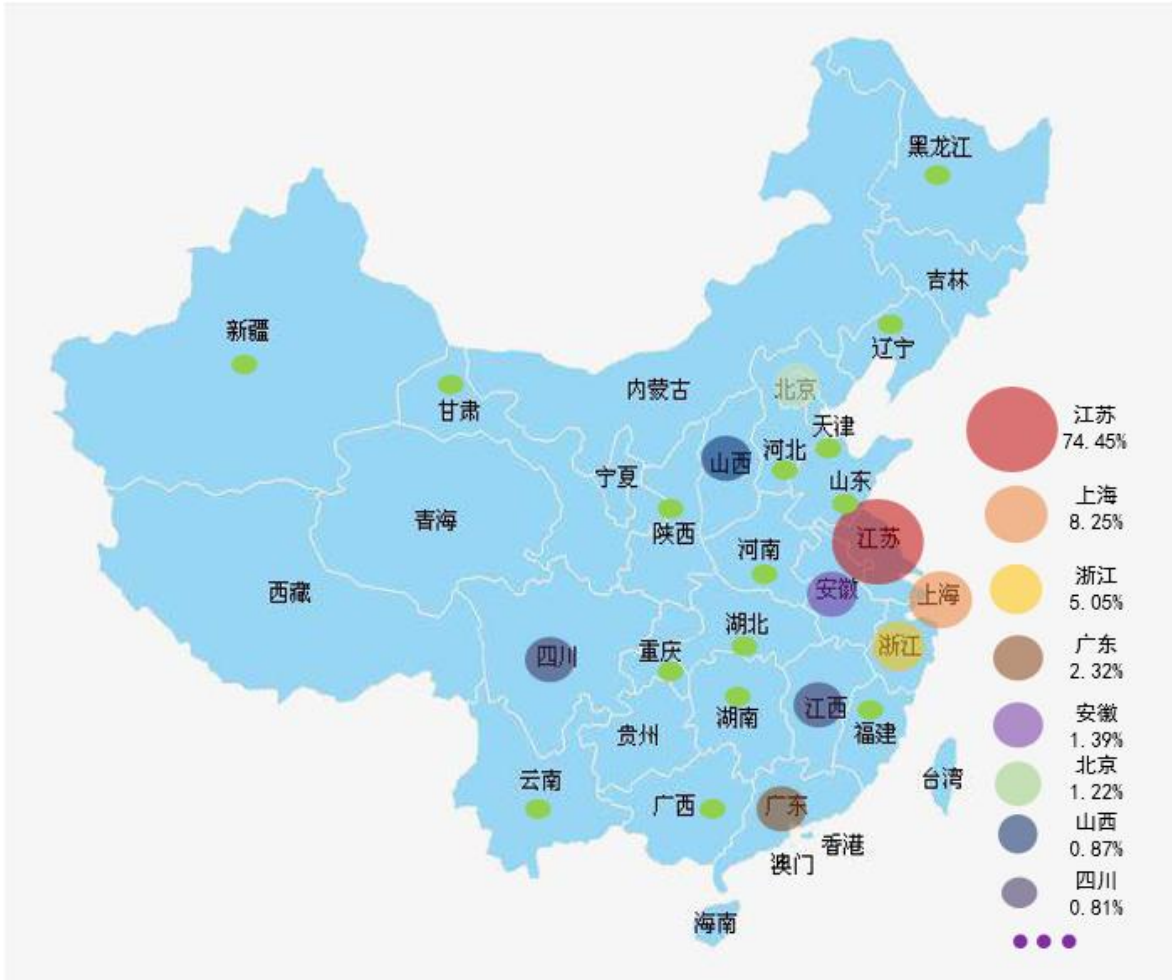 黑龙江
吉林
新疆
辽宁
内蒙古
北京
甘肃
天津
河北
山西
宁夏
山东
青海
陕西
江苏
河南
西藏
安徽
上海
湖北
浙江
重庆
四川
江西
湖南
福建
贵州
云南
台湾
广西
广东
香港
澳门
海南
江苏
74.45%
上海
8.25%
浙江
5.05%
广东
2.32%
安徽
1.39%
北京
1.22%
山西
0.87%
四川
0.81%